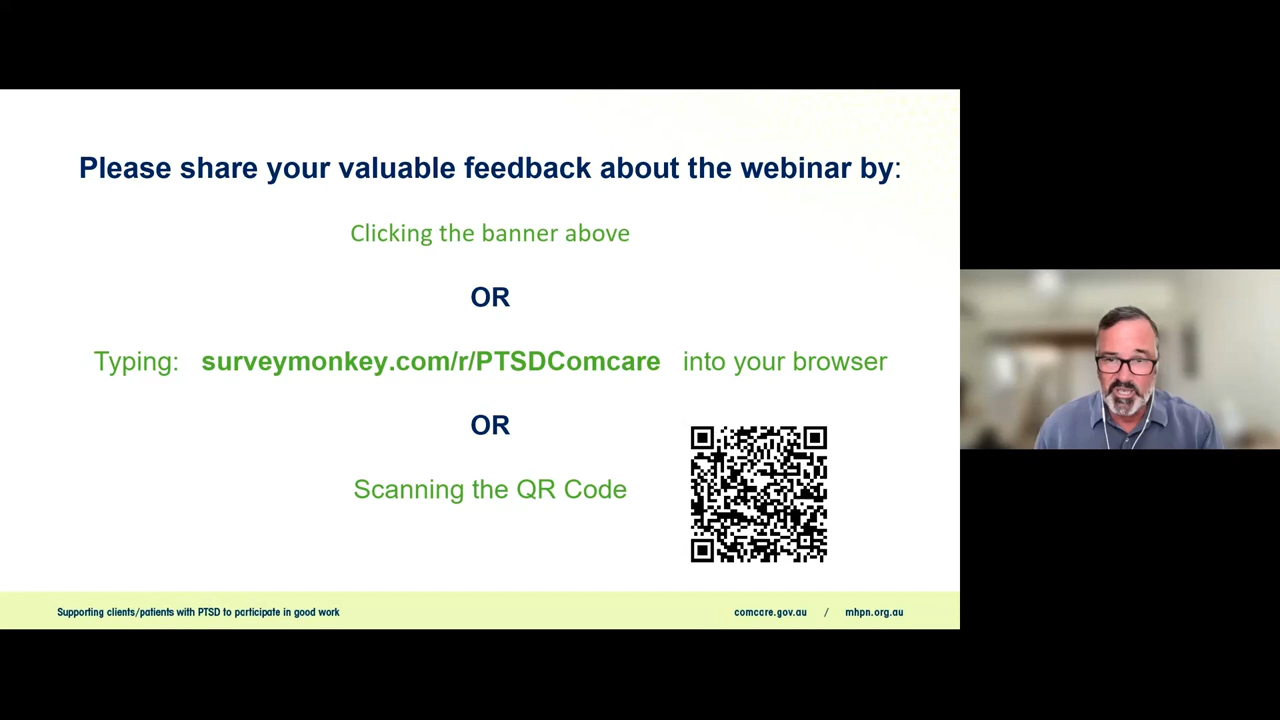 Please share your valuable feedback about the webinar by:
Clicking the banner above
OR
Typing: surveymonkey.com/r/PTSDComcare into your browser
OR
Scanning the QR Code
Supporting clients/patients with PTSD to participate in good work
comcare.gov.au / mhpn.org.au